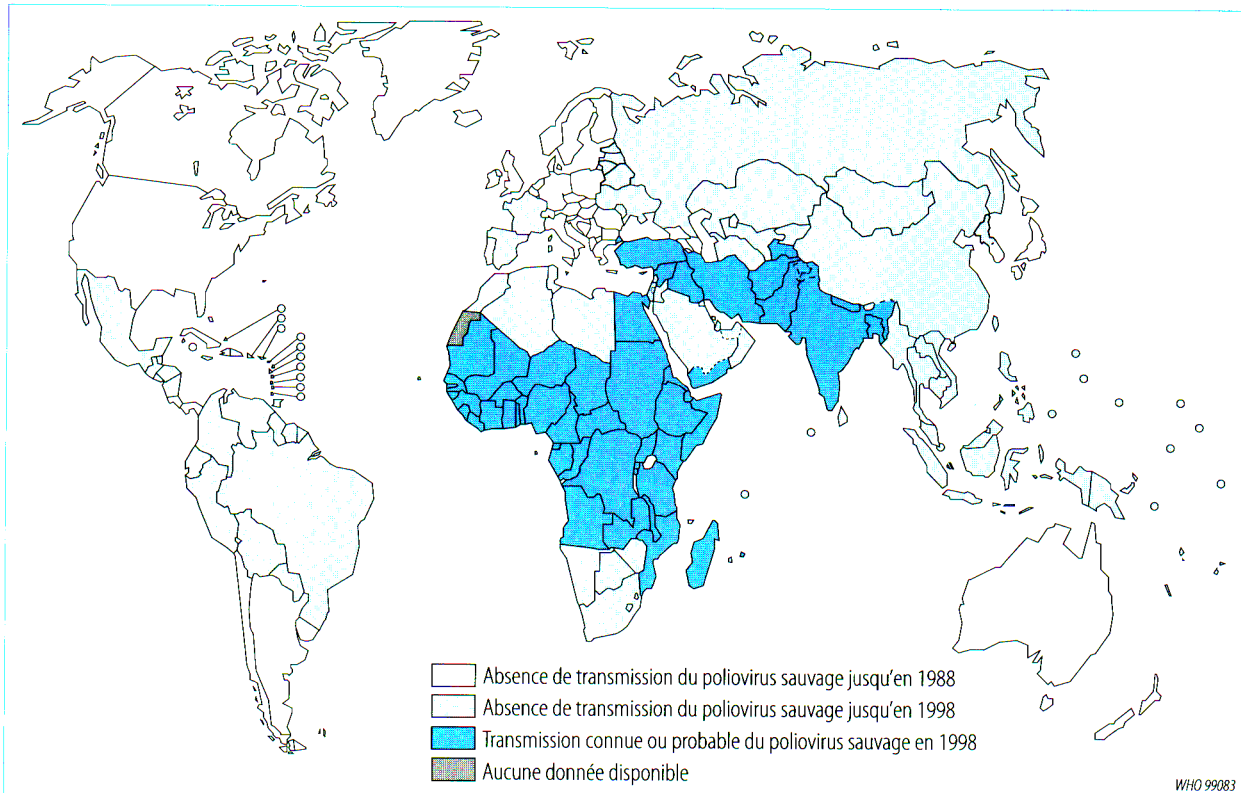 Absence de transmission du poliovirus sauvage jusqu'en 1988
Absence de transmission du poliovirus sauvage jusqu'en 1998
Transmission connue ou probable du poliovirus sauvage en 1998
Aucune donnée disponible
WHO 99083